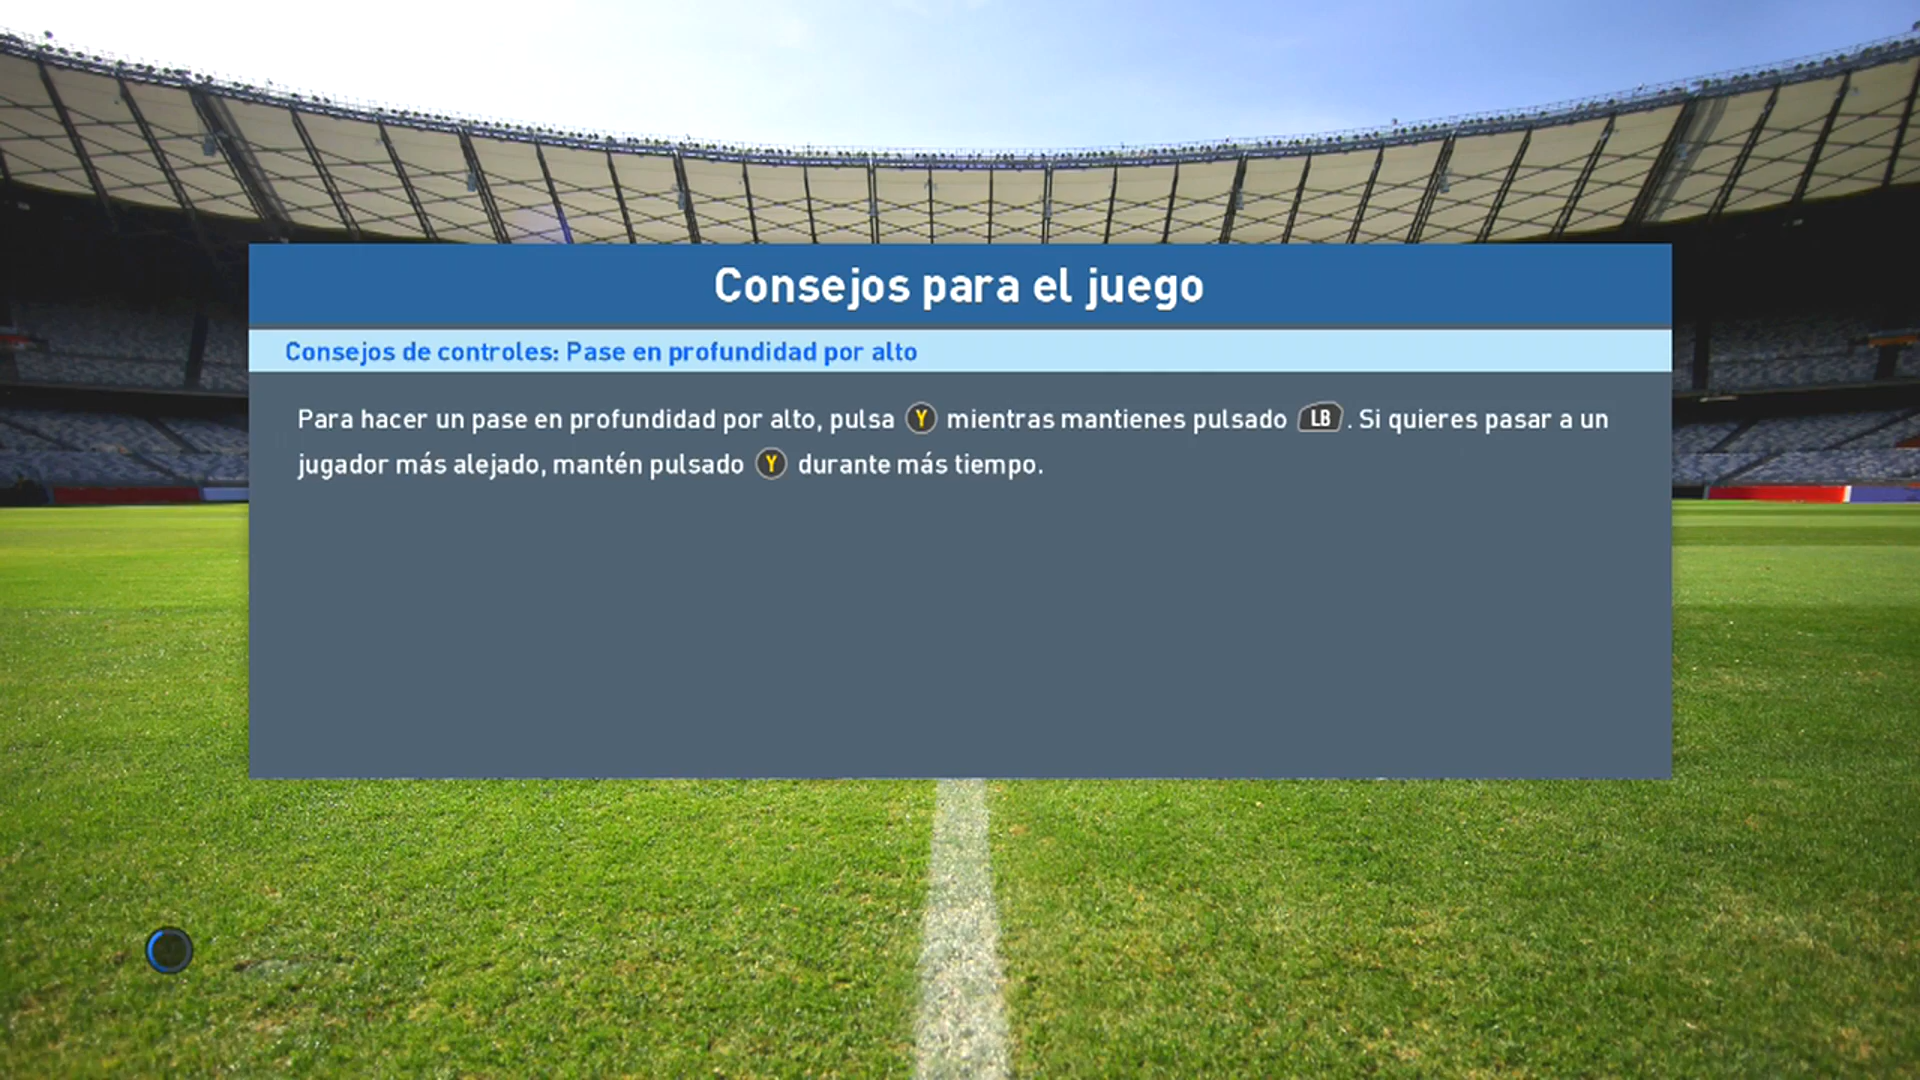 Consejos para el juego
Consejos de controles: Pase en profundidad por alto
Para hacer un pase en profundidad por alto, pulsa Y mientras mantienes pulsado LB. Si quieres pasar a un
jugador más alejado, mantén pulsado Y durante más tiempo.